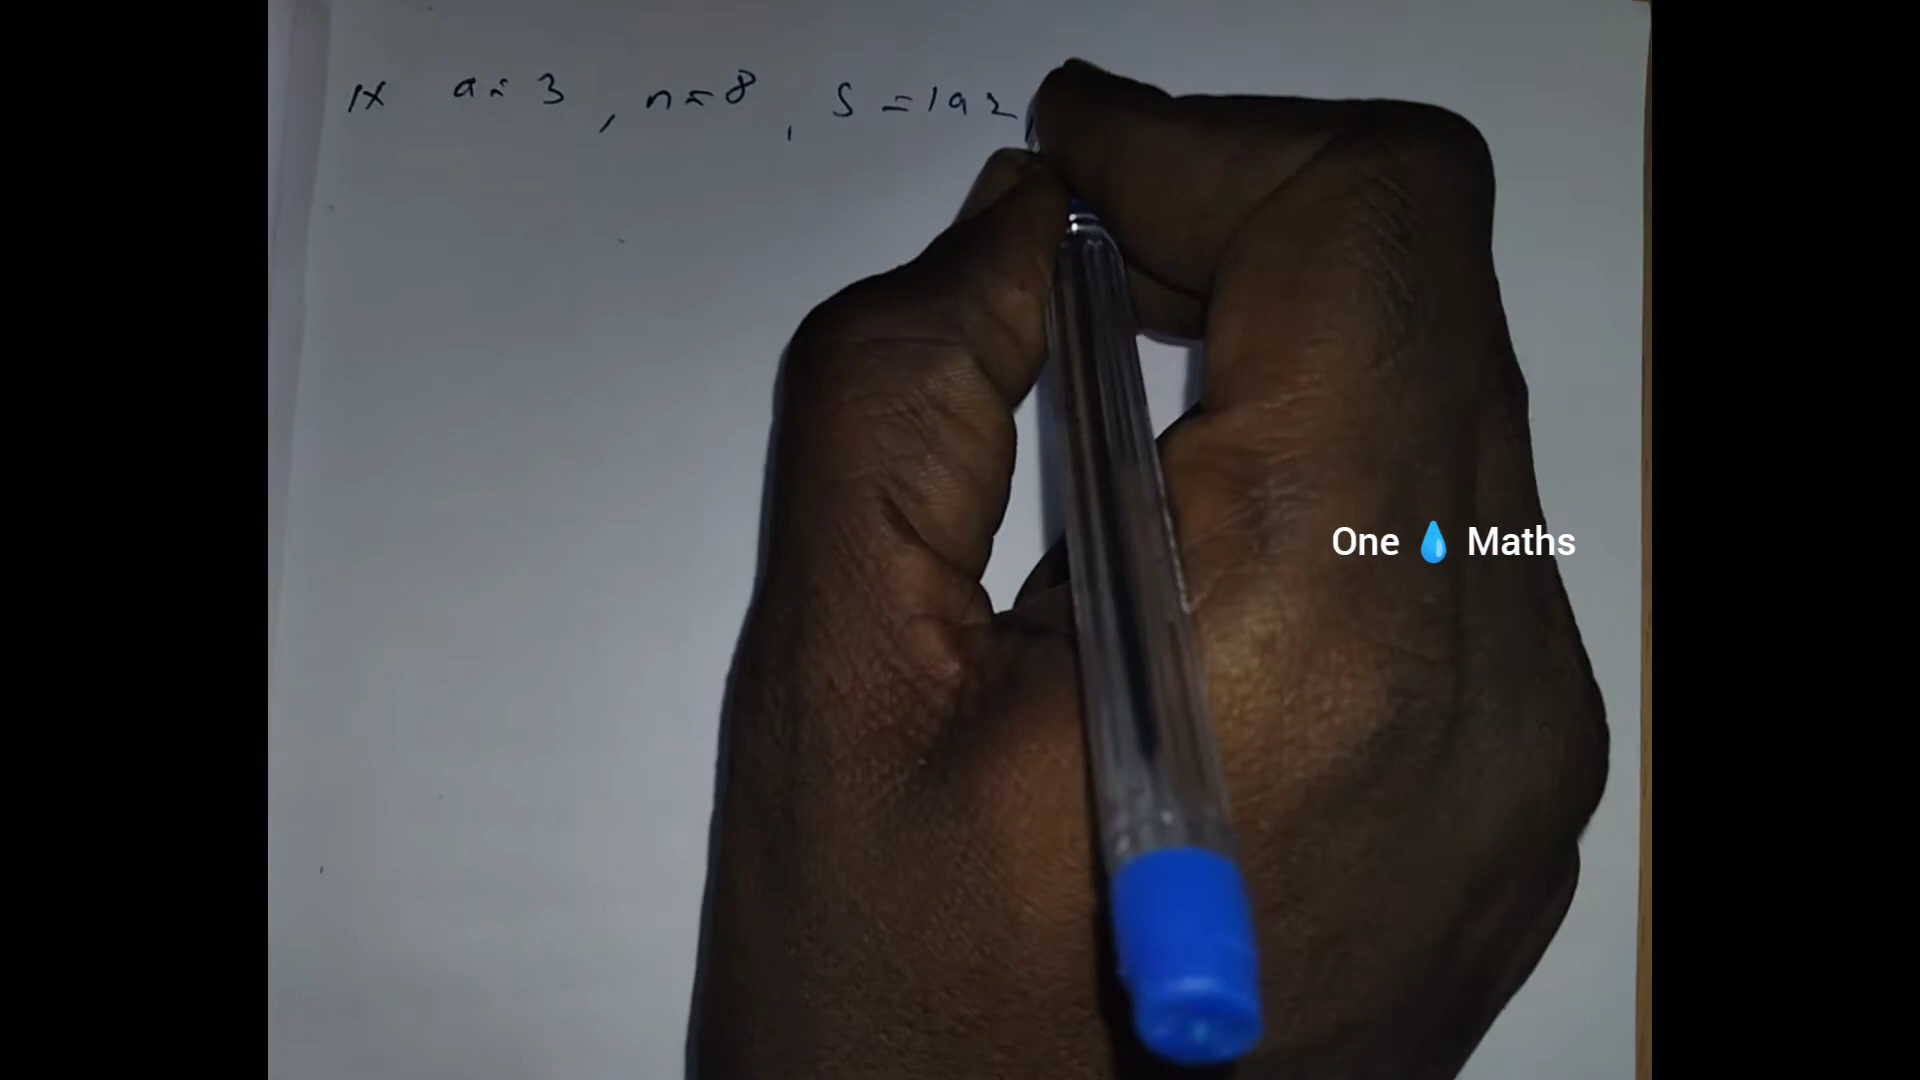 ix a = 3 , n = 8 , S = 192
One 💧 Maths